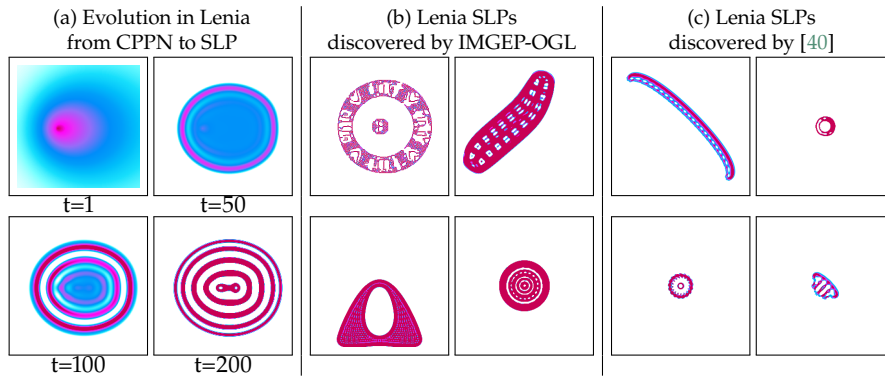 (a) Evolution in Lenia
from CPPN to SLP
t=1
t=50
t=100
t=200
(b) Lenia SLPs
discovered by IMGEP-OGL
(c) Lenia SLPs
discovered by [40]